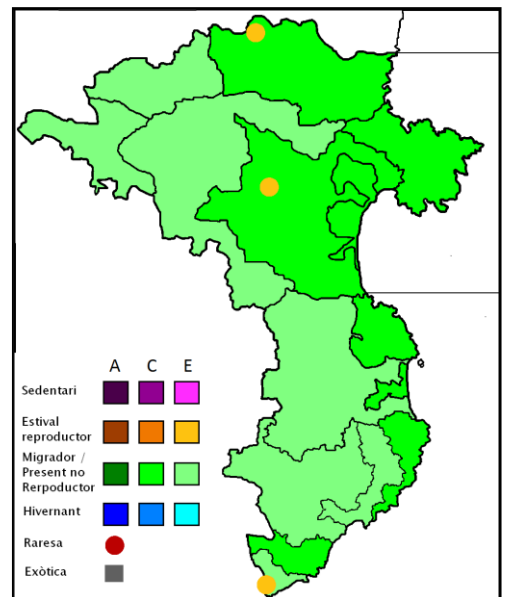 A C E
Sedentari
Estival
reproductor
Migrador /
Present no
Rerpoductor
Hivernant
Raresa
Exòtica